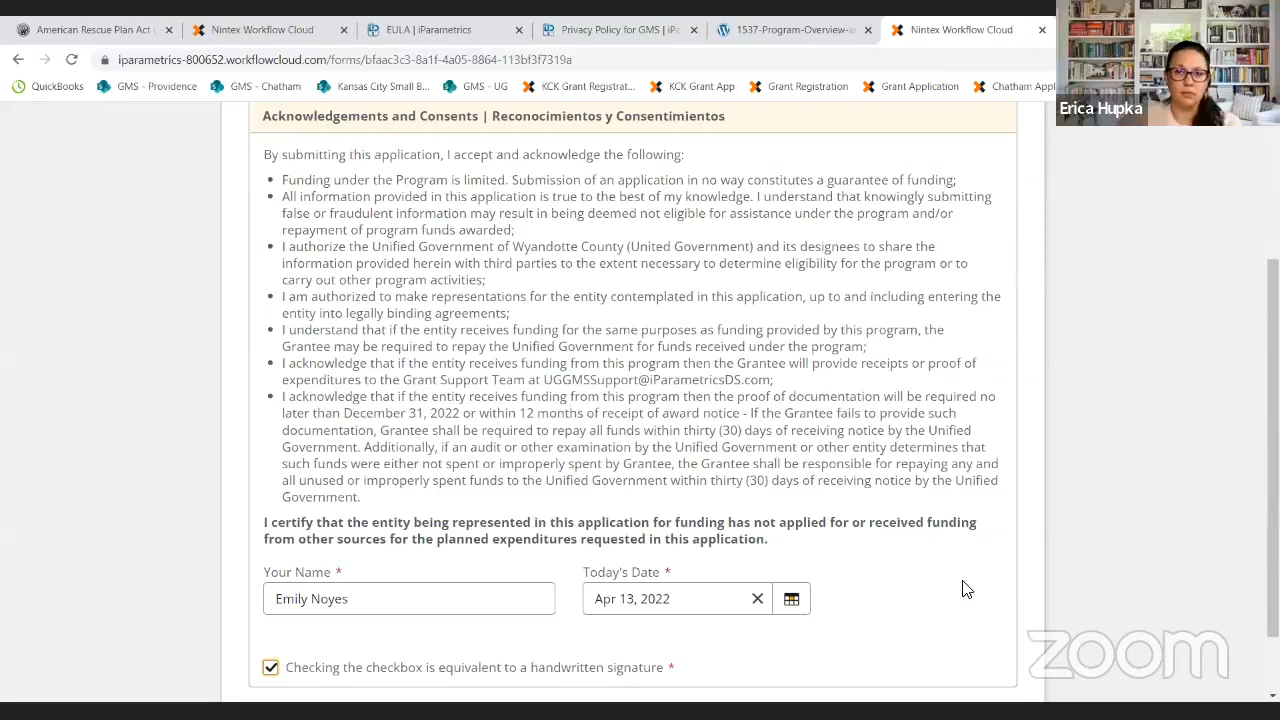 American Rescue Plan Act
Nintex Workflow Cloud
Parametrics
Privacy Policy for GMS | iP
1537-Program-Overview-a
Nintex Workflow Cloud
QuickBooks
GMS - Providence
GMS - Chatham
Kansas City Small B
GMS - UG
KCK Grant Registrat...
KCK Grant App
Grant Registration
Grant Application
Chatham Appl
Erica Hupka
Acknowledgements and Consents | Reconocimientos y Consentimientos
By submitting this application, I accept and acknowledge the following:
Funding under the Program is limited. Submission of an application in no way constitutes a guarantee of funding;
All information provided in this application is true to the best of my knowledge. I understand that knowingly submitting
false or fraudulent information may result in being deemed not eligible for assistance under the program and/or
repayment of program funds awarded;
I authorize the Unified Government of Wyandotte County (United Government) and its designees to share the
information provided herein with third parties to the extent necessary to determine eligibility for the program or to
carry out other program activities;
I am authorized to make representations for the entity contemplated in this application, up to and including entering the
entity into legally binding agreements;
I understand that if the entity receives funding for the same purposes as funding provided by this program, the
Grantee may be required to repay the Unified Government for funds received under the program;
I acknowledge that if the entity receives funding from this program then the Grantee will provide receipts or proof of
expenditures to the Grant Support Team at UGGMSSupport@iParametricsDS.com;
I acknowledge that if the entity receives funding from this program then the proof of documentation will be required no
later than December 31, 2022 or within 12 months of receipt of award notice - If the Grantee fails to provide such
documentation, Grantee shall be required to repay all funds within thirty (30) days of receiving notice by the Unified
Government. Additionally, if an audit or other examination by the Unified Government or other entity determines that
such funds were either not spent or improperly spent by Grantee, the Grantee shall be responsible for repaying any and
all unused or improperly spent funds to the Unified Government within thirty (30) days of receiving notice by the Unified
Government.
I certify that the entity being represented in this application for funding has not applied for or received funding
from other sources for the planned expenditures requested in this application.
Your Name *
Today's Date *
Emily Noyes
Apr 13, 2022
Checking the checkbox is equivalent to a handwritten signature *
zoom